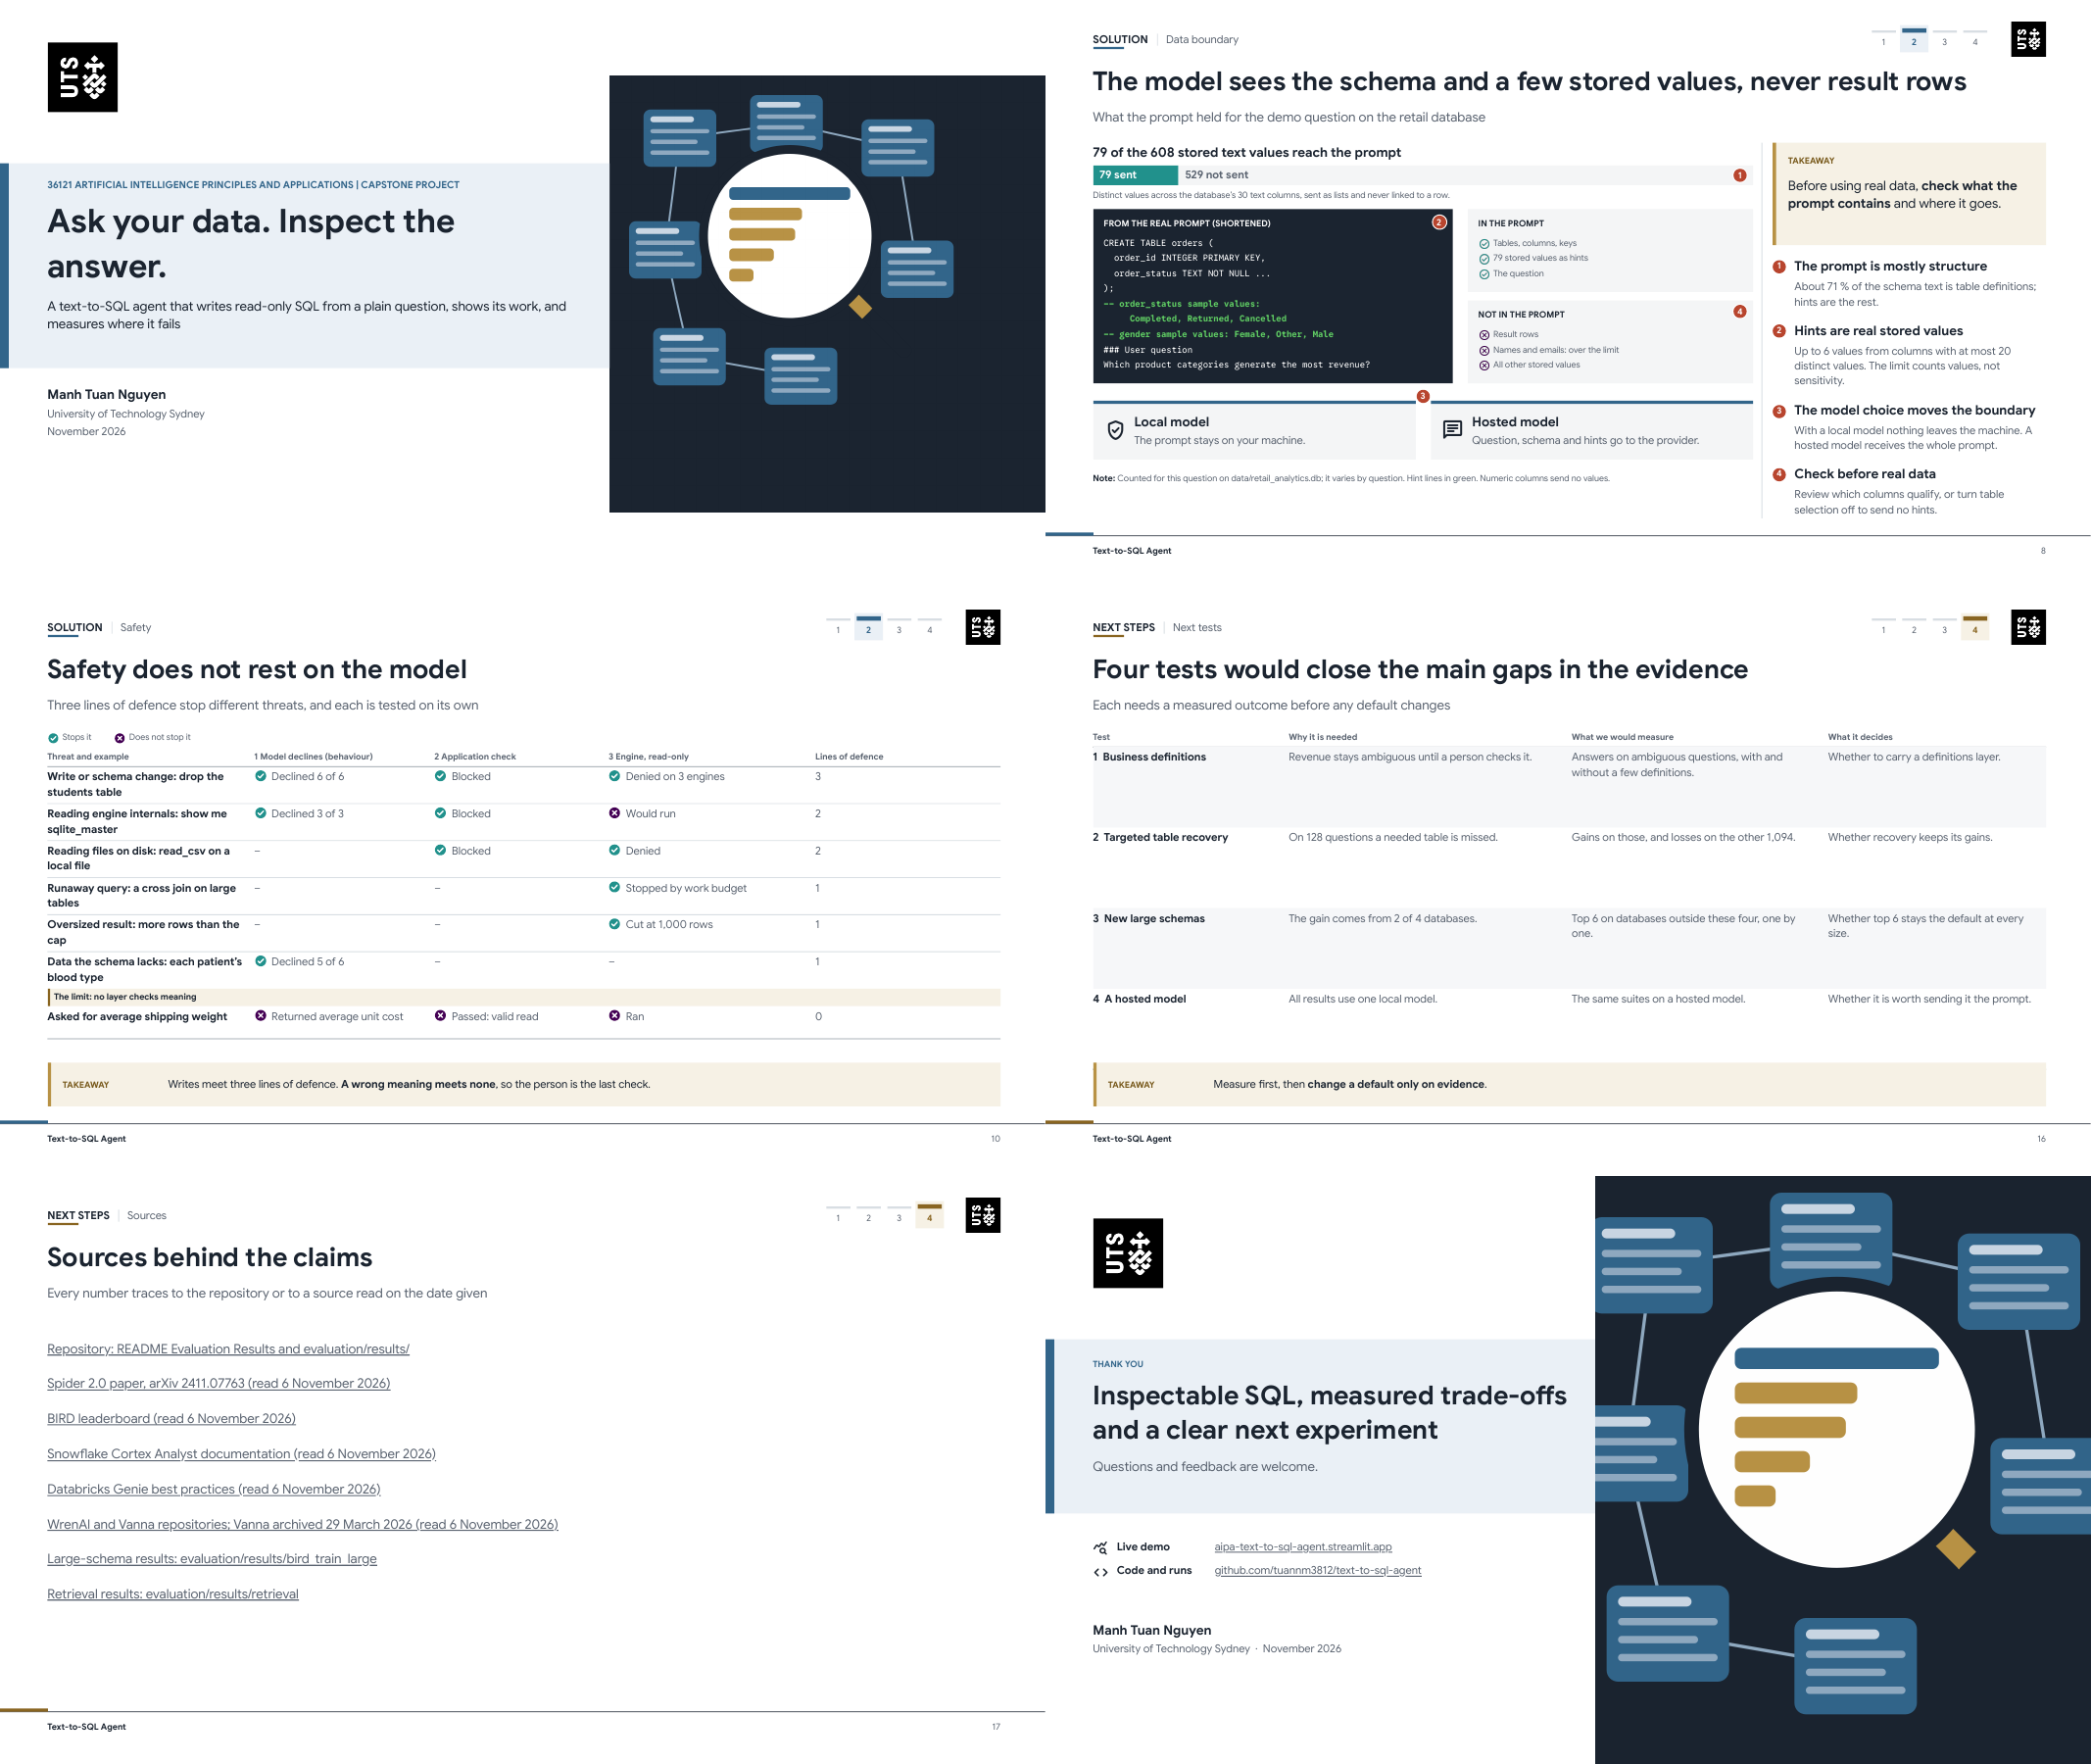 UTS
36121 ARTIFICIAL INTELLIGENCE PRINCIPLES AND APPLICATIONS | CAPSTONE PROJECT
Ask your data. Inspect the
answer.
A text-to-SQL agent that writes read-only SQL from a plain question, shows its work, and
measures where it fails
Manh Tuan Nguyen
University of Technology Sydney
November 2026
SOLUTION | Data boundary
1 2 3 4
UTS
The model sees the schema and a few stored values, never result rows
What the prompt held for the demo question on the retail database
79 of the 608 stored text values reach the prompt
79 sent 529 not sent 1
Distinct values across the database's 30 text columns, sent as lists and never linked to a row.
FROM THE REAL PROMPT (SHORTENED) 2
CREATE TABLE orders (
order_id INTEGER PRIMARY KEY,
order_status TEXT NOT NULL ...
);
-- order_status sample values:
Completed, Returned, Cancelled
-- gender sample values: Female, Other, Male
### User question
Which product categories generate the most revenue?
IN THE PROMPT
Tables, columns, keys
79 stored values as hints
The question
NOT IN THE PROMPT 4
Result rows
Names and emails: over the limit
All other stored values
3
Local model
The prompt stays on your machine.
Hosted model
Question, schema and hints go to the provider.
Note: Counted for this question on data/retail_analytics.db; it varies by question. Hint lines in green. Numeric columns send no values.
TAKEAWAY
Before using real data, check what the
prompt contains and where it goes.
1 The prompt is mostly structure
About 71 % of the schema text is table definitions;
hints are the rest.
2 Hints are real stored values
Up to 6 values from columns with at most 20
distinct values. The limit counts values, not
sensitivity.
3 The model choice moves the boundary
With a local model nothing leaves the machine. A
hosted model receives the whole prompt.
4 Check before real data
Review which columns qualify, or turn table
selection off to send no hints.
Text-to-SQL Agent 8
SOLUTION | Safety
1 2 3 4
UTS
Safety does not rest on the model
Three lines of defence stop different threats, and each is tested on its own
Stops it Does not stop it
Threat and example 1 Model declines (behaviour) 2 Application check 3 Engine, read-only Lines of defence
Write or schema change: drop the
students table Declined 6 of 6 Blocked Denied on 3 engines 3
Reading engine internals: show me
sqlite_master Declined 3 of 3 Blocked Would run 2
Reading files on disk: read_csv on a
local file – Blocked Denied 2
Runaway query: a cross join on large
tables – – Stopped by work budget 1
Oversized result: more rows than the
cap – – Cut at 1,000 rows 1
Data the schema lacks: each patient's
blood type Declined 5 of 6 – – 1
The limit: no layer checks meaning
Asked for average shipping weight Returned average unit cost Passed: valid read Ran 0
TAKEAWAY Writes meet three lines of defence. A wrong meaning meets none, so the person is the last check.
Text-to-SQL Agent 10
NEXT STEPS | Next tests
1 2 3 4
UTS
Four tests would close the main gaps in the evidence
Each needs a measured outcome before any default changes
Test Why it is needed What we would measure What it decides
1 Business definitions Revenue stays ambiguous until a person checks it. Answers on ambiguous questions, with and
without a few definitions. Whether to carry a definitions layer.
2 Targeted table recovery On 128 questions a needed table is missed. Gains on those, and losses on the other 1,094. Whether recovery keeps its gains.
3 New large schemas The gain comes from 2 of 4 databases. Top 6 on databases outside these four, one by
one. Whether top 6 stays the default at every
size.
4 A hosted model All results use one local model. The same suites on a hosted model. Whether it is worth sending it the prompt.
TAKEAWAY Measure first, then change a default only on evidence.
Text-to-SQL Agent 16
NEXT STEPS | Sources
1 2 3 4
UTS
Sources behind the claims
Every number traces to the repository or to a source read on the date given
Repository: README Evaluation Results and evaluation/results/
Spider 2.0 paper, arXiv 2411.07763 (read 6 November 2026)
BIRD leaderboard (read 6 November 2026)
Snowflake Cortex Analyst documentation (read 6 November 2026)
Databricks Genie best practices (read 6 November 2026)
WrenAI and Vanna repositories; Vanna archived 29 March 2026 (read 6 November 2026)
Large-schema results: evaluation/results/bird_train_large
Retrieval results: evaluation/results/retrieval
Text-to-SQL Agent 17
UTS
THANK YOU
Inspectable SQL, measured trade-offs
and a clear next experiment
Questions and feedback are welcome.
Live demo aipa-text-to-sql-agent.streamlit.app
Code and runs github.com/tuannm3812/text-to-sql-agent
Manh Tuan Nguyen
University of Technology Sydney · November 2026